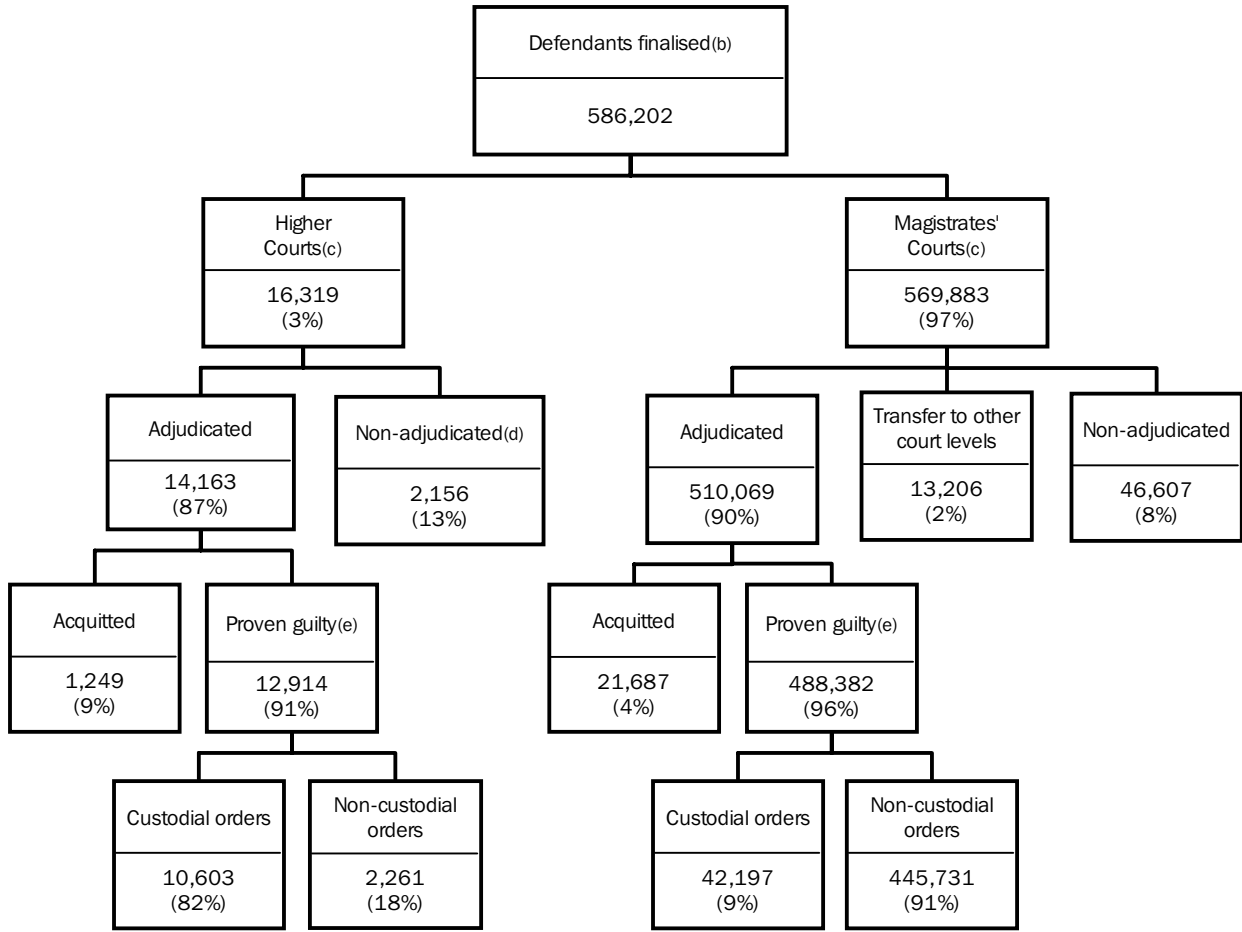 Defendants finalised(b)
586,202
Higher
Courts(c)
16,319
(3%)
Magistrates'
Courts(c)
569,883
(97%)
Adjudicated
14,163
(87%)
Non-adjudicated(d)
2,156
(13%)
Adjudicated
510,069
(90%)
Transfer to other
court levels
13,206
(2%)
Non-adjudicated
46,607
(8%)
Acquitted
1,249
(9%)
Proven guilty(e)
12,914
(91%)
Acquitted
21,687
(4%)
Proven guilty(e)
488,382
(96%)
Custodial orders
10,603
(82%)
Non-custodial
orders
2,261
(18%)
Custodial orders
42,197
(9%)
Non-custodial
orders
445,731
(91%)